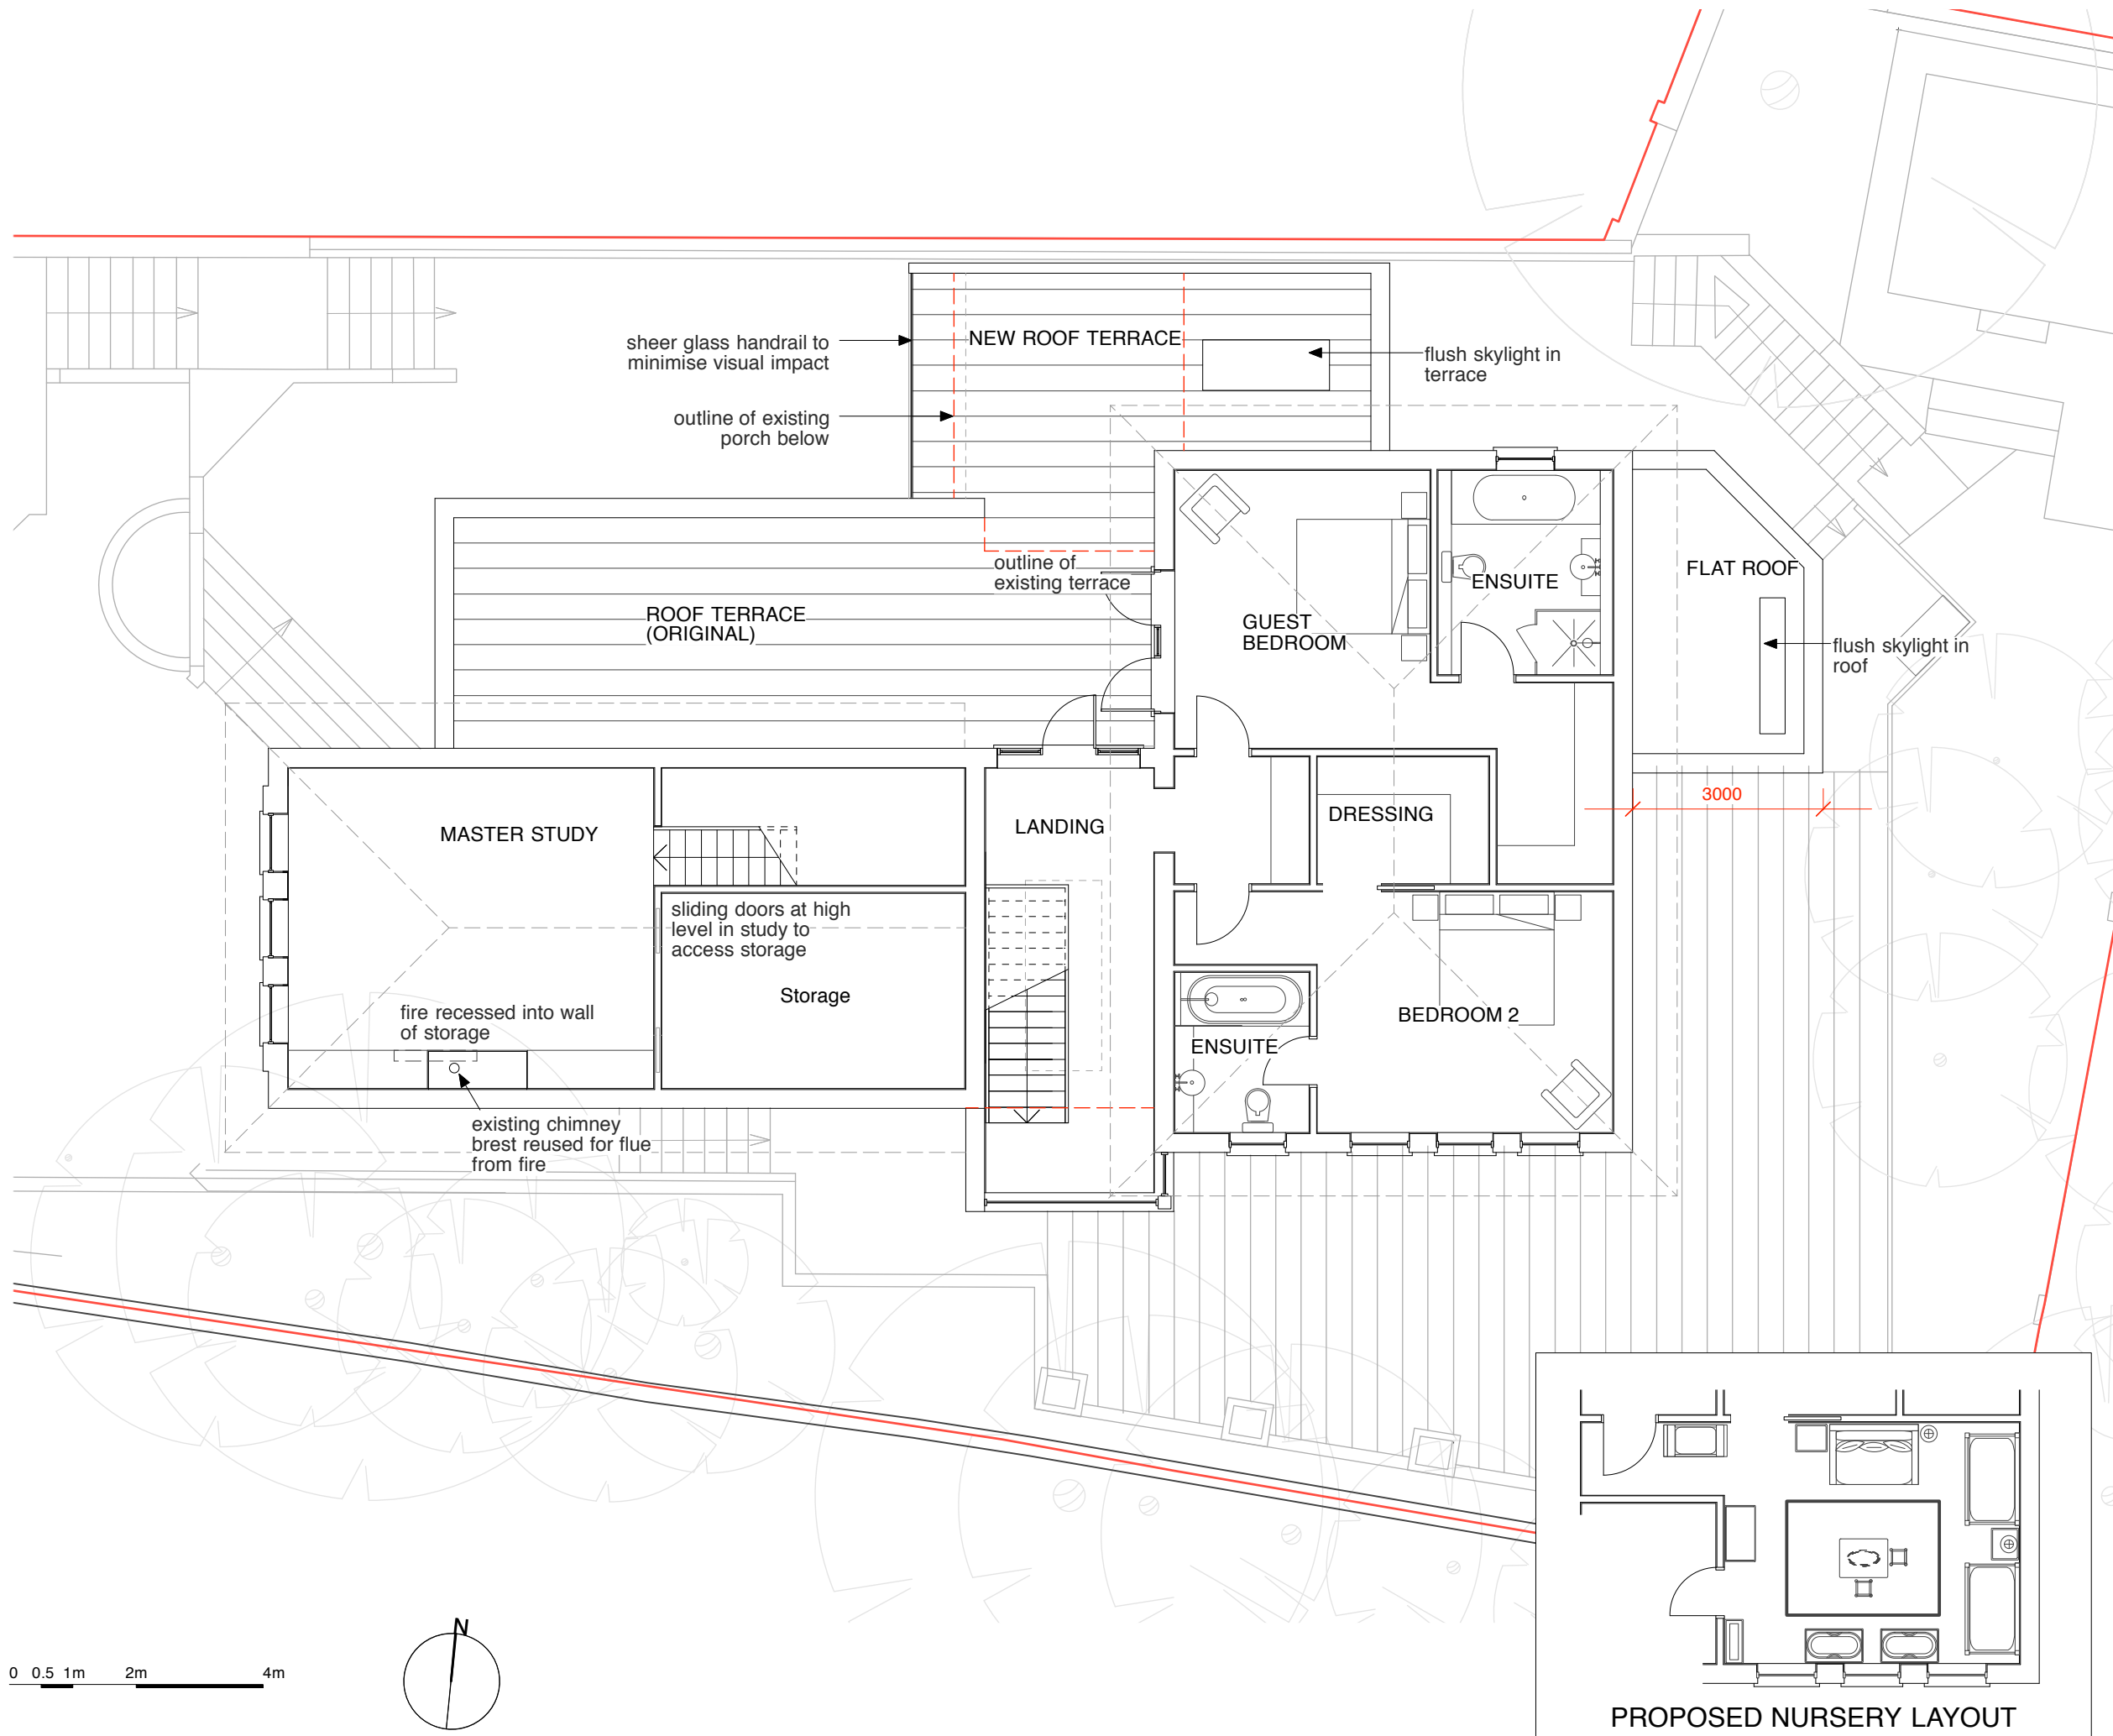 sheer glass handrail to
minimise visual impact
NEW ROOF TERRACE
flush skylight in
terrace
outline of existing
porch below
outline of
existing terrace
ROOF TERRACE
(ORIGINAL)
GUEST
BEDROOM
ENSUITE
FLAT ROOF
flush skylight in
roof
3000
MASTER STUDY
LANDING
DRESSING
sliding doors at high
level in study to
access storage
Storage
fire recessed into wall
of storage
BEDROOM 2
ENSUITE
existing chimney
brest reused for flue
from fire
N
0 0.5 1m 2m 4m
PROPOSED NURSERY LAYOUT